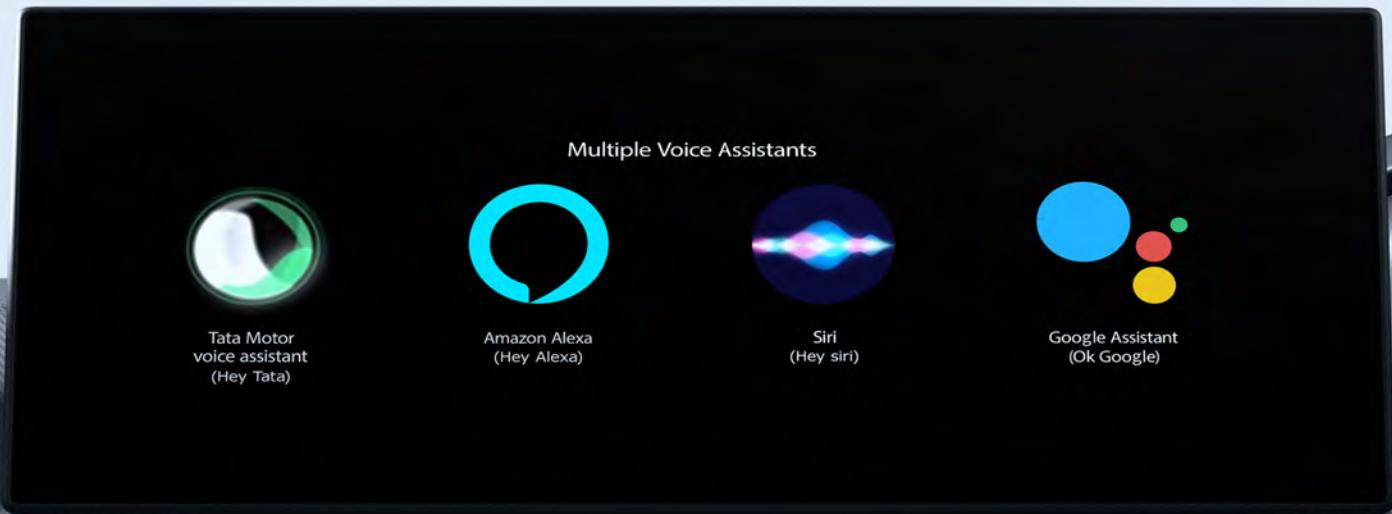 Multiple Voice Assistants
Tata Motor
voice assistant
(Hey Tata)
Amazon Alexa
(Hey Alexa)
Siri
(Hey siri)
Google Assistant
(Ok Google)